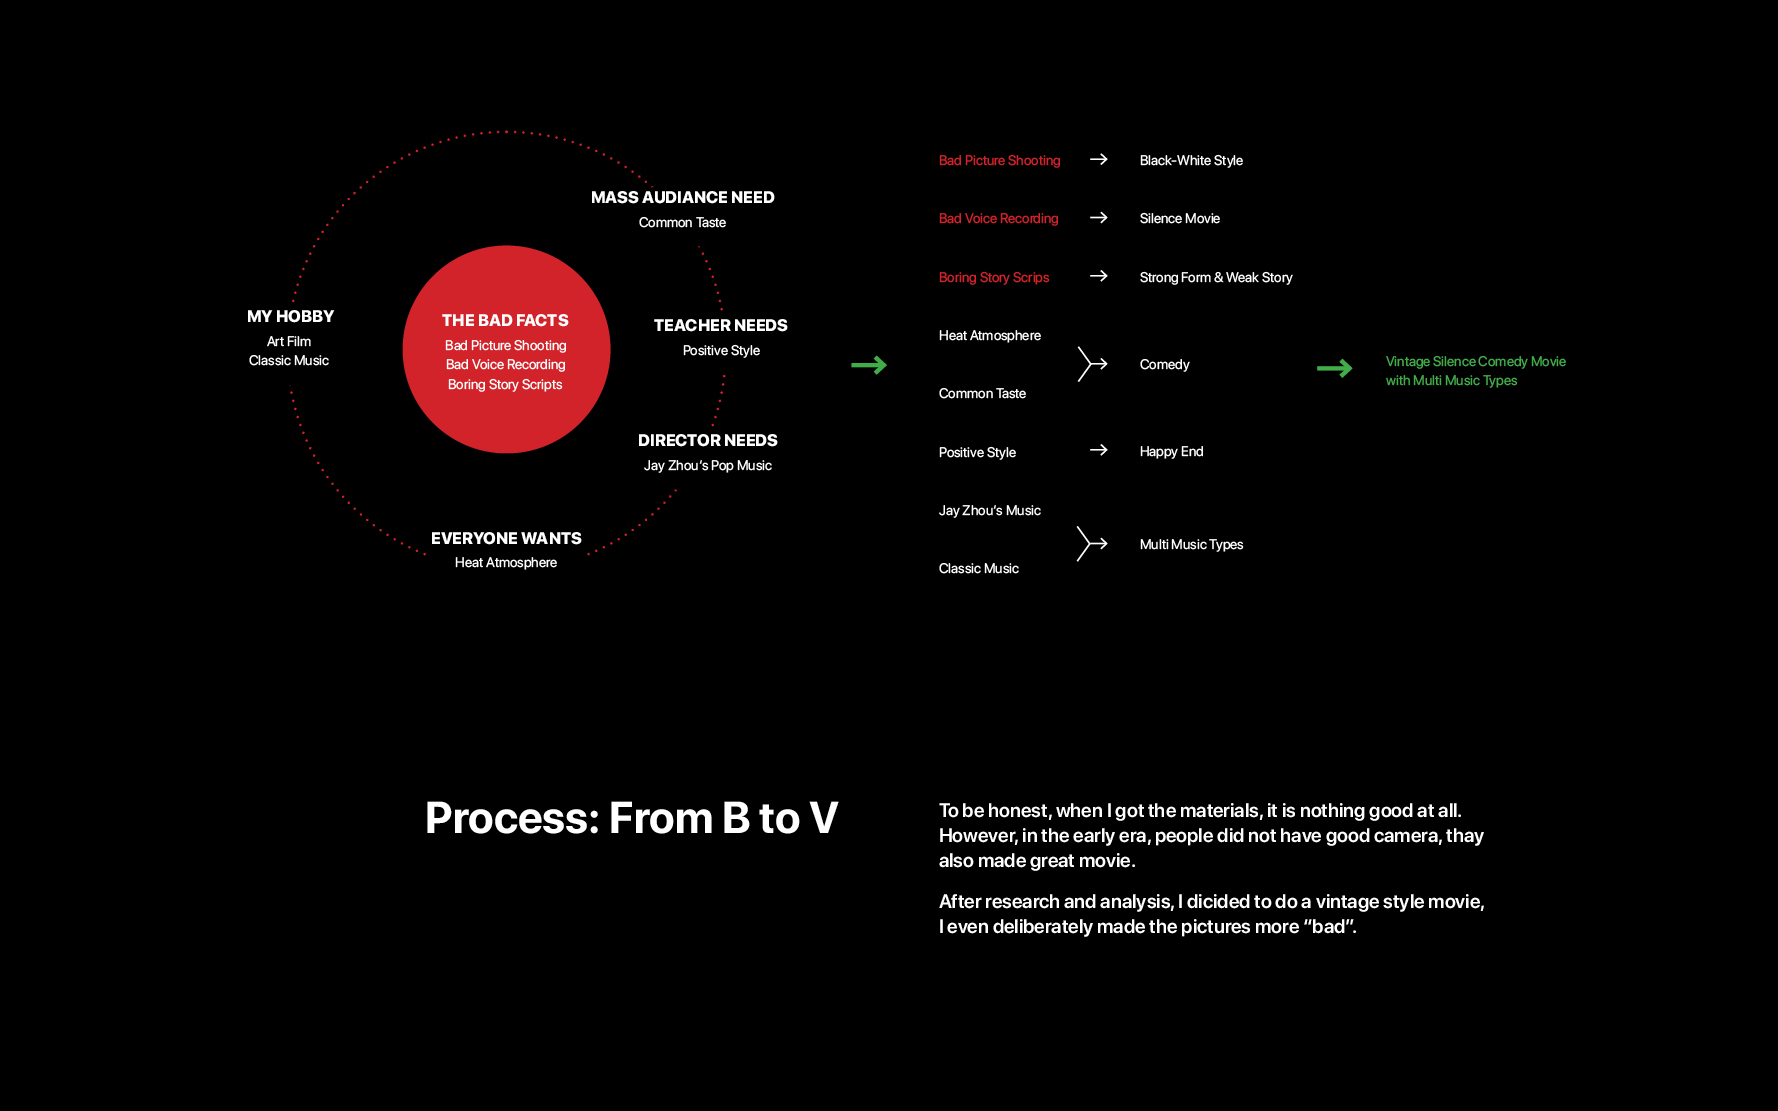 MASS AUDIANCE NEED
Common Taste
MY HOBBY
Art Film
Classic Music
THE BAD FACTS
Bad Picture Shooting
Bad Voice Recording
Boring Story Scripts
TEACHER NEEDS
Positive Style
DIRECTOR NEEDS
Jay Zhou's Pop Music
EVERYONE WANTS
Heat Atmosphere
Bad Picture Shooting
Black-White Style
Bad Voice Recording
Silence Movie
Boring Story Scrips
Strong Form & Weak Story
Heat Atmosphere
Common Taste
Comedy
Positive Style
Happy End
Jay Zhou's Music
Classic Music
Multi Music Types
Vintage Silence Comedy Movie
with Multi Music Types
Process: From B to V
To be honest, when I got the materials, it is nothing good at all.
However, in the early era, people did not have good camera, thay
also made great movie.
After research and analysis, I dicided to do a vintage style movie,
I even deliberately made the pictures more “bad”.